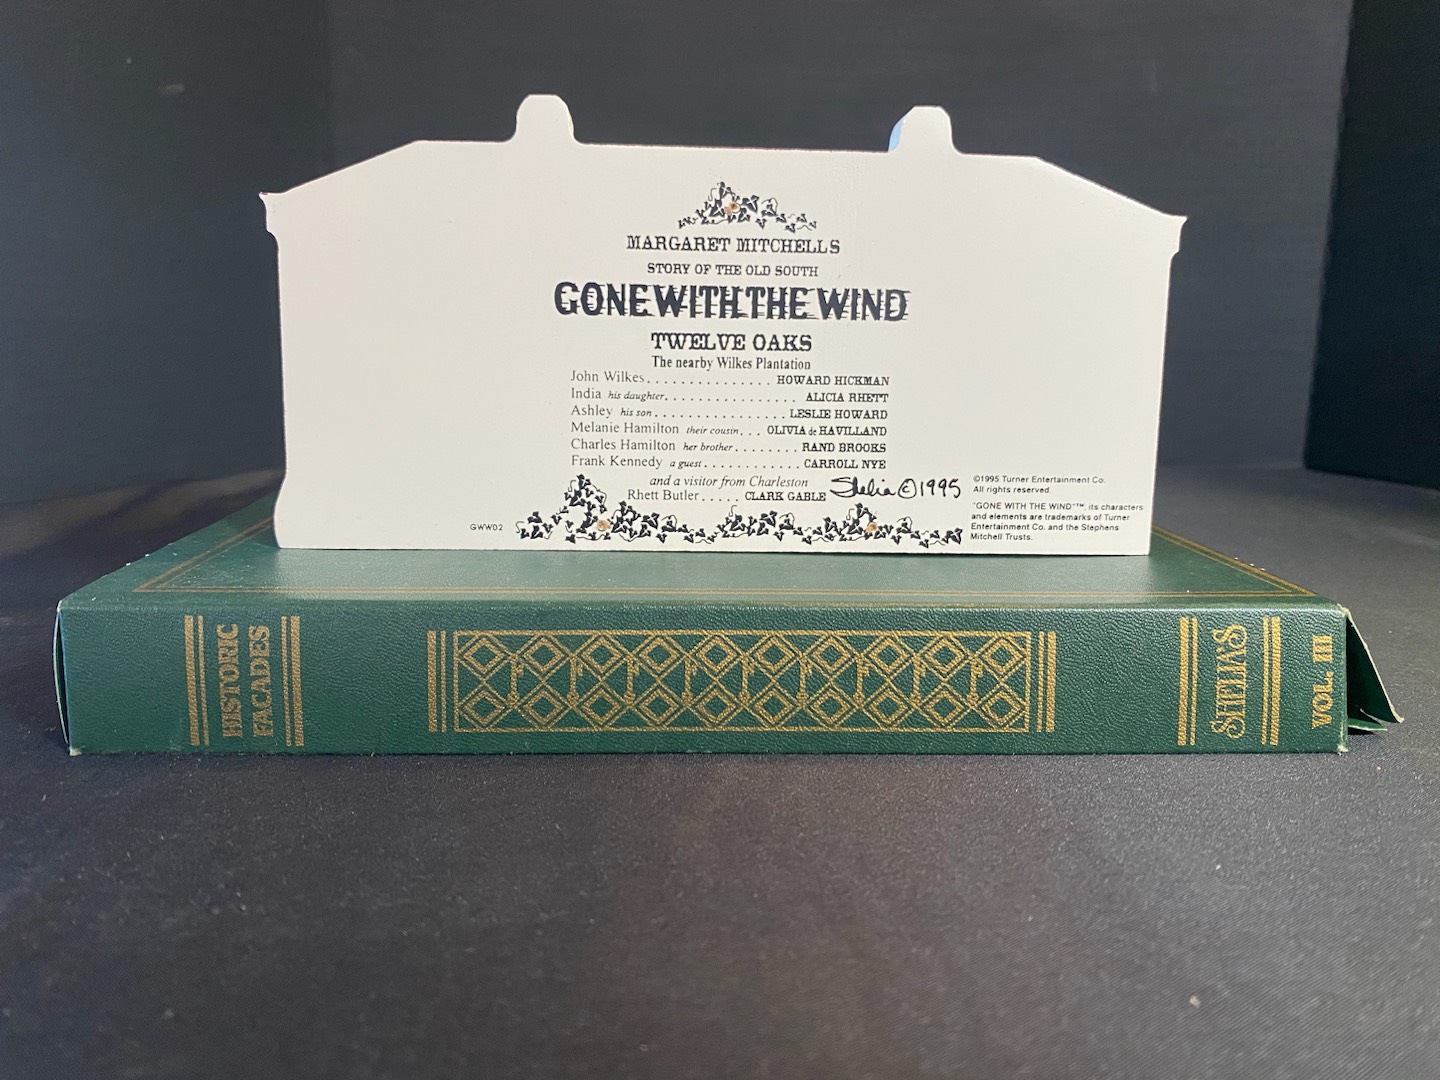 MARGARET MITCHELLS
STORY OF THE OLD SOUTH
GONE WITH THE WIND
TWELVE OAKS
The nearby Wilkes Plantation
John Wilkes. . . . . . . . . . . . . . . HOWARD HICKMAN
India his daughter. . . . . . . . . . . . . . . . ALICIA RHETT
Ashley his son . . . . . . . . . . . . . . . . LESLIE HOWARD
Melanie Hamilton their cousin. . . OLIVIA de HAVILLAND
Charles Hamilton her brother . . . . . . . . RAND BROOKS
Frank Kennedy a guest . . . . . . . . . . . . CARROLL NYE
and a visitor from Charleston
Rhett Butler . . . . . CLARK GABLE
Shelia ©1995
©1995 Turner Entertainment Co.
All rights reserved.
"GONE WITH THE WIND"™, its characters
and elements are trademarks of Turner
Entertainment Co. and the Stephens
Mitchell Trusts.
GWW02
HISTORIC
FACADES
SHELIA'S
VOL. III